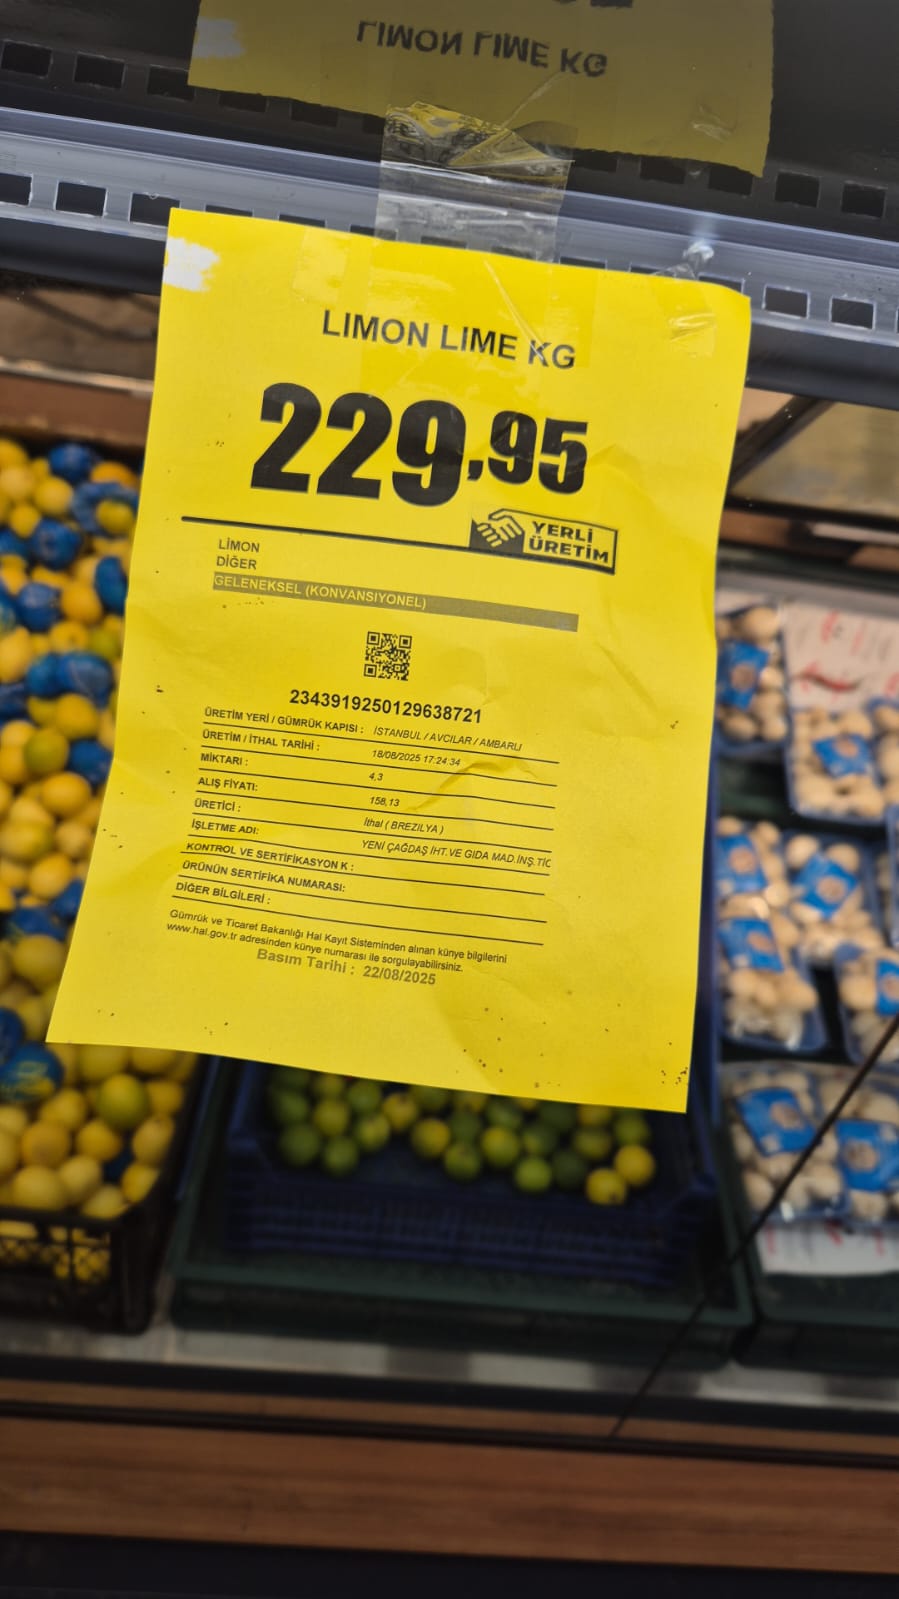 LIMON LIME KG
LIMON LIME KG
229,95
YERLİ
ÜRETİM
LİMON
DİĞER
GELENEKSEL (KONVANSIYONEL)
2343919250129638721
ÜRETİM YERİ / GÜMRÜK KAPISI : İSTANBUL / AVCILAR / AMBARLI
ÜRETİM / İTHAL TARİHİ : 18/08/2025 17:24:34
MİKTARI : 4,3
ALIŞ FİYATI: 158,13
ÜRETİCİ : İthal ( BREZİLYA )
İŞLETME ADI: YENİ ÇAĞDAŞ İHT.VE GIDA MAD.İNŞ.TİC
KONTROL VE SERTİFİKASYON K :
ÜRÜNÜN SERTİFİKA NUMARASI:
DİĞER BİLGİLERİ :
Gümrük ve Ticaret Bakanlığı Hal Kayıt Sisteminden alınan künye bilgilerini
www.hal.gov.tr adresinden künye numarası ile sorgulayabilirsiniz.
Basım Tarihi : 22/08/2025